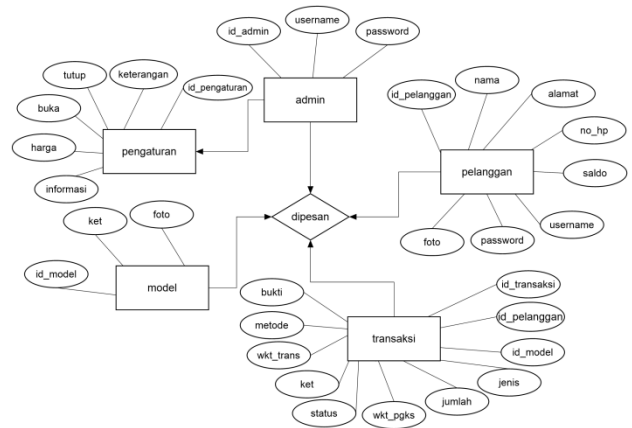 username
id_admin
password
admin
tutup
keterangan
id_pengaturan
buka
harga
informasi
pengaturan
nama
id_pelanggan
alamat
no_hp
saldo
username
password
foto
pelanggan
dipesan
ket
foto
id_model
model
bukti
metode
wkt_trans
ket
status
wkt_pgks
jumlah
jenis
id_model
id_pelanggan
id_transaksi
transaksi